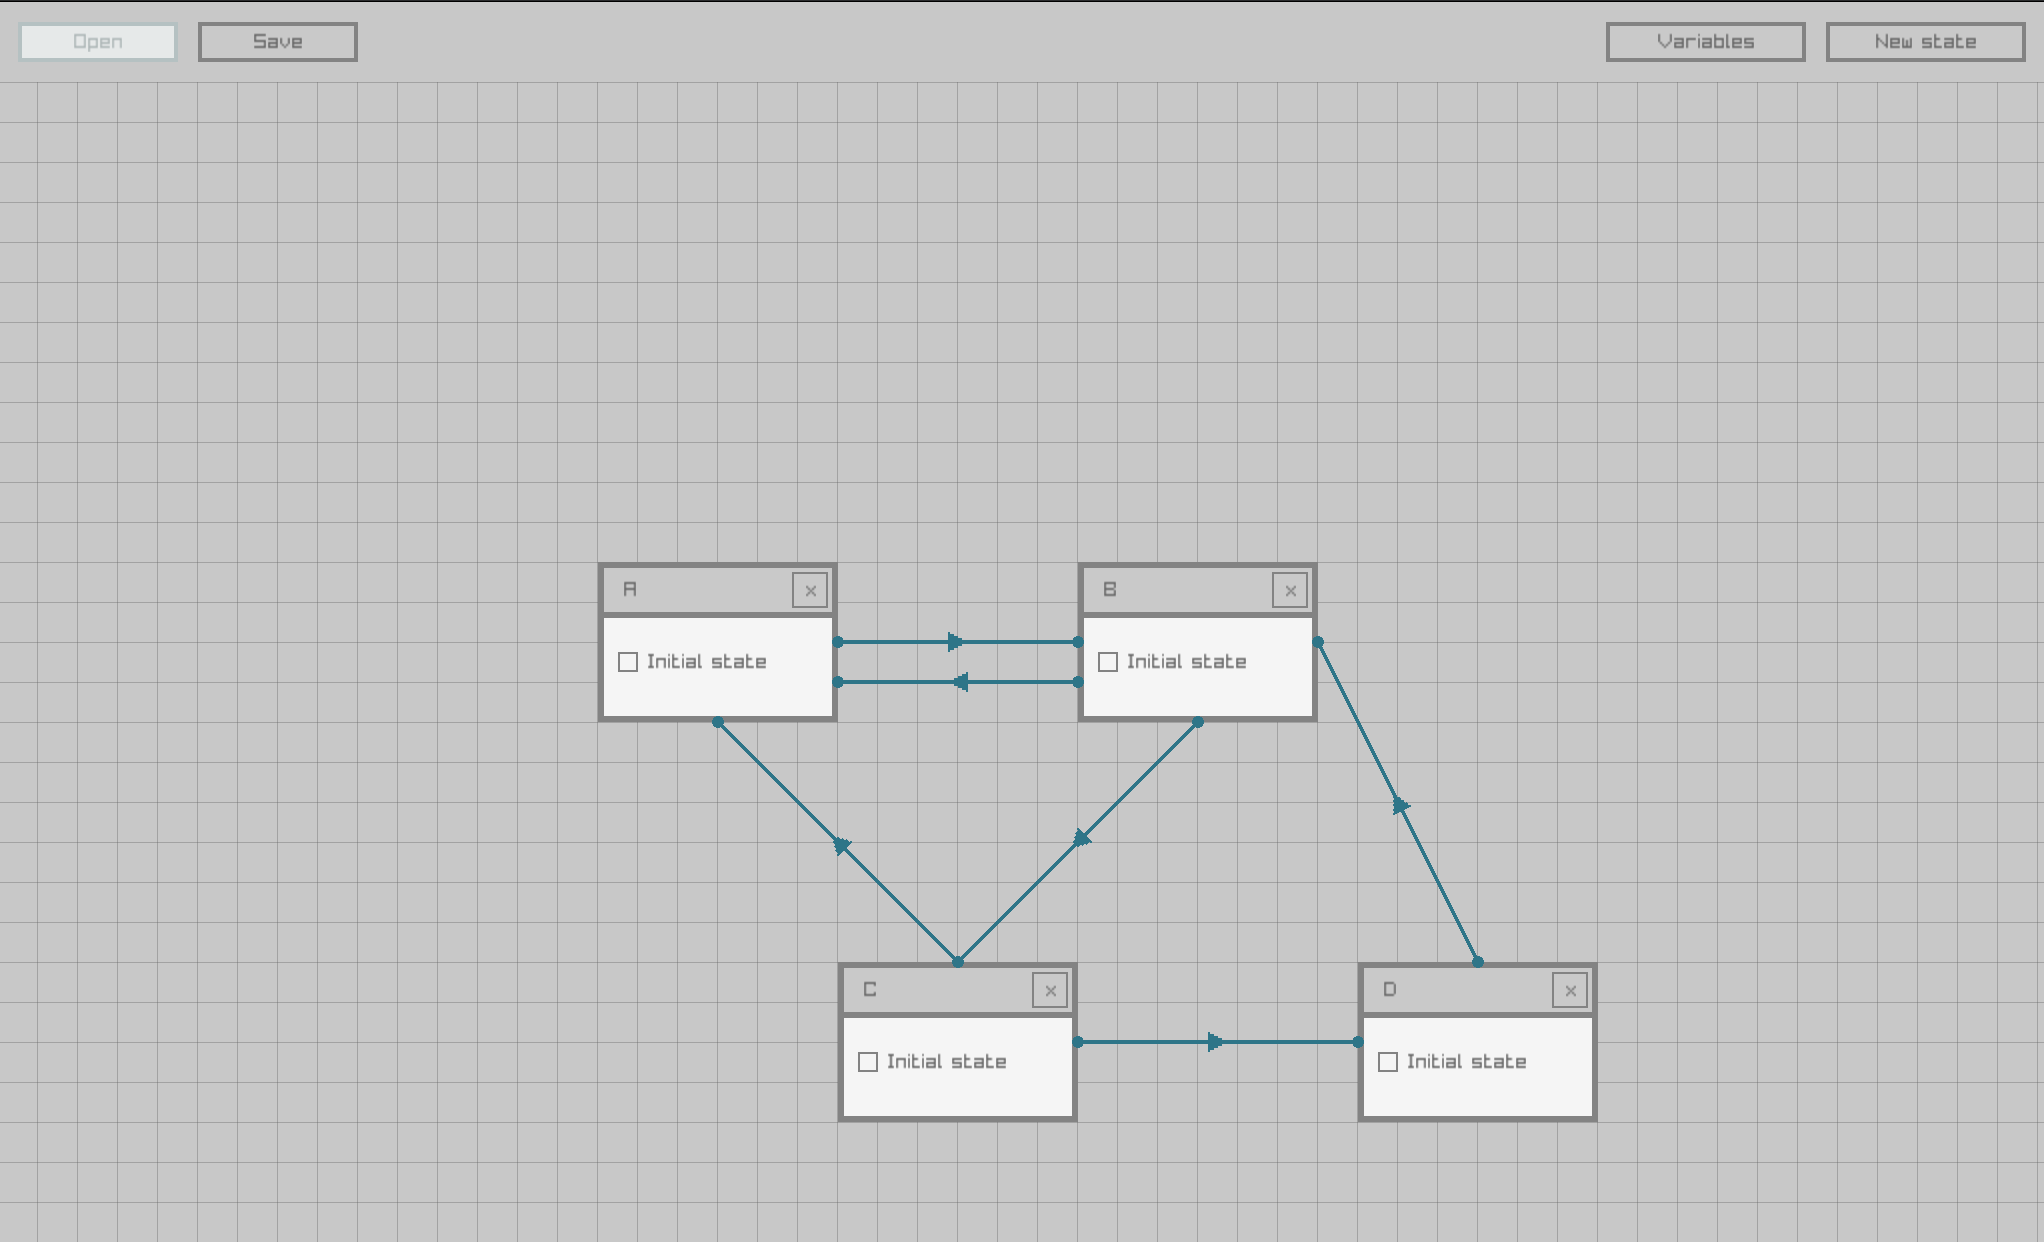 Open Save Variables New state
A x B x
Initial state Initial state
C x D x
Initial state Initial state